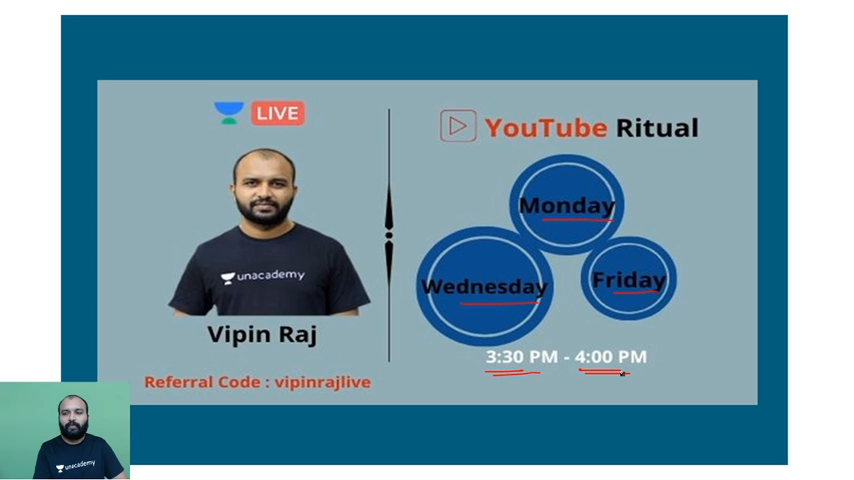 LIVE
unacademy
Vipin Raj
Referral Code : vipinrajlive
YouTube Ritual
Monday
Wednesday
Friday
3:30 PM - 4:00 PM
unacademy